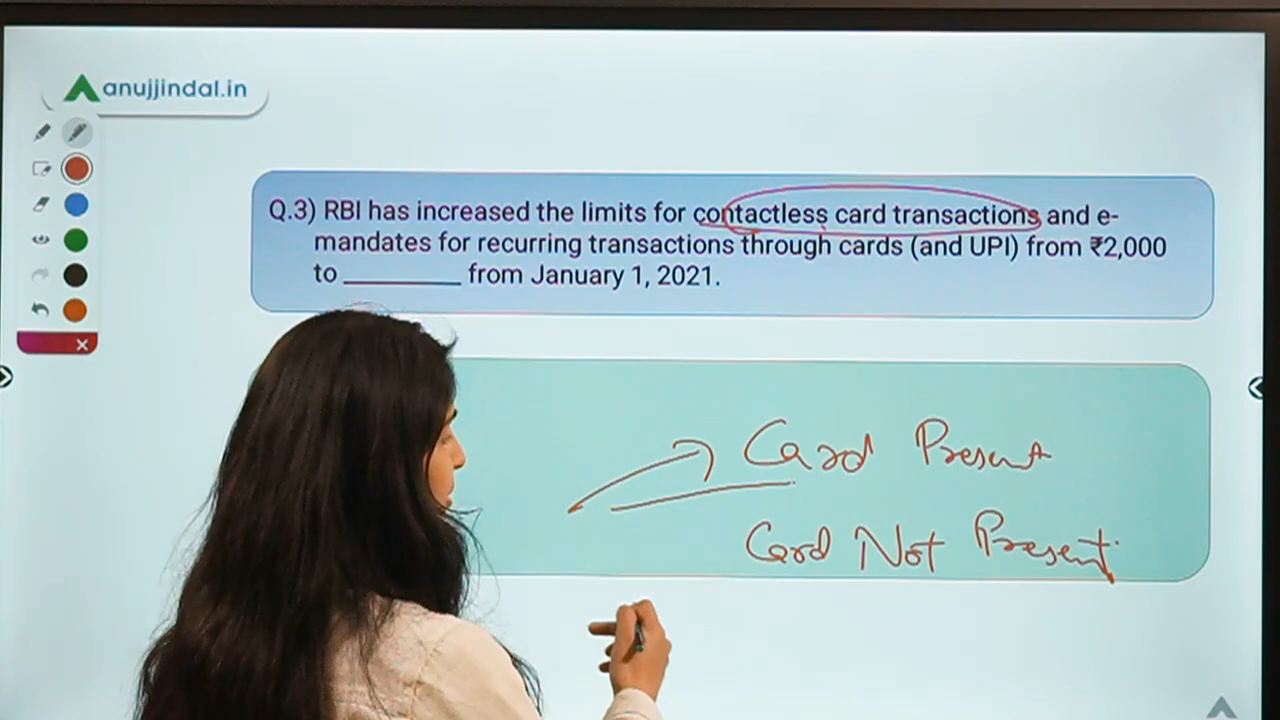 anujjindal.in
Q.3) RBI has increased the limits for contactless card transactions and e-
mandates for recurring transactions through cards (and UPI) from ₹2,000
to ________ from January 1, 2021.
Card Present
Card Not Present